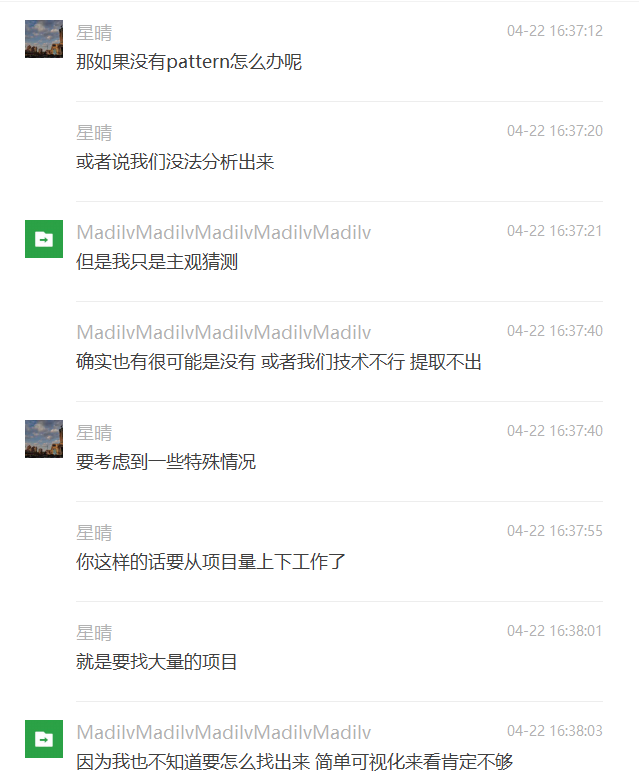 星晴 04-22 16:37:12
那如果没有pattern怎么办呢
星晴 04-22 16:37:20
或者说我们没法分析出来
MadilvMadilvMadilvMadilvMadilv 04-22 16:37:21
但是我只是主观猜测
MadilvMadilvMadilvMadilvMadilv 04-22 16:37:40
确实也有很可能是没有 或者我们技术不行 提取不出
星晴 04-22 16:37:40
要考虑到一些特殊情况
星晴 04-22 16:37:55
你这样的话要从项目量上下工作了
星晴 04-22 16:38:01
就是要找大量的项目
MadilvMadilvMadilvMadilvMadilv 04-22 16:38:03
因为我也不知道要怎么找出来 简单可视化来看肯定不够